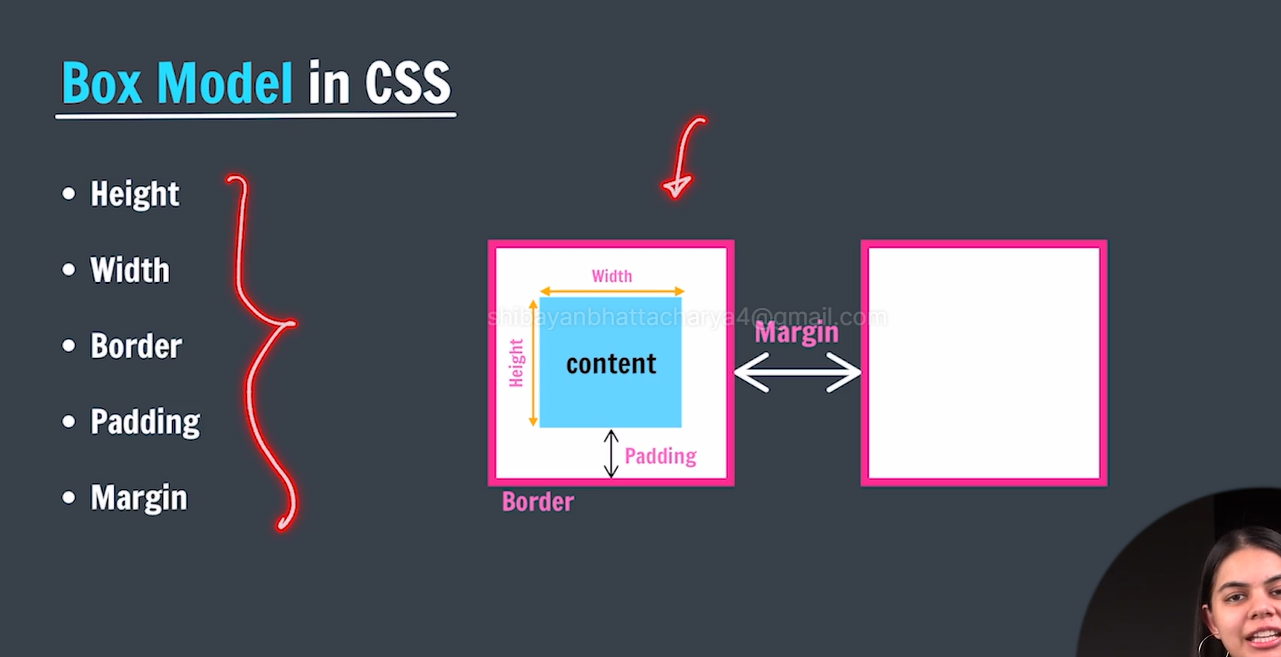 Box Model in CSS
• Height
• Width
• Border
• Padding
• Margin
Width
Height
content
Padding
Border
shibayanbhattacharya4@gmail.com
Margin